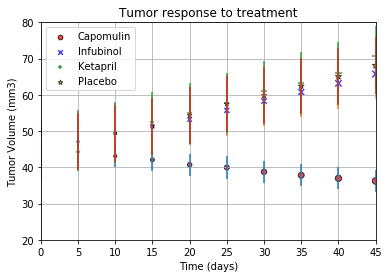 Tumor response to treatment
80
70
60
50
40
30
20
Tumor Volume (mm3)
Capomulin
Infubinol
Ketapril
Placebo
0 5 10 15 20 25 30 35 40 45
Time (days)